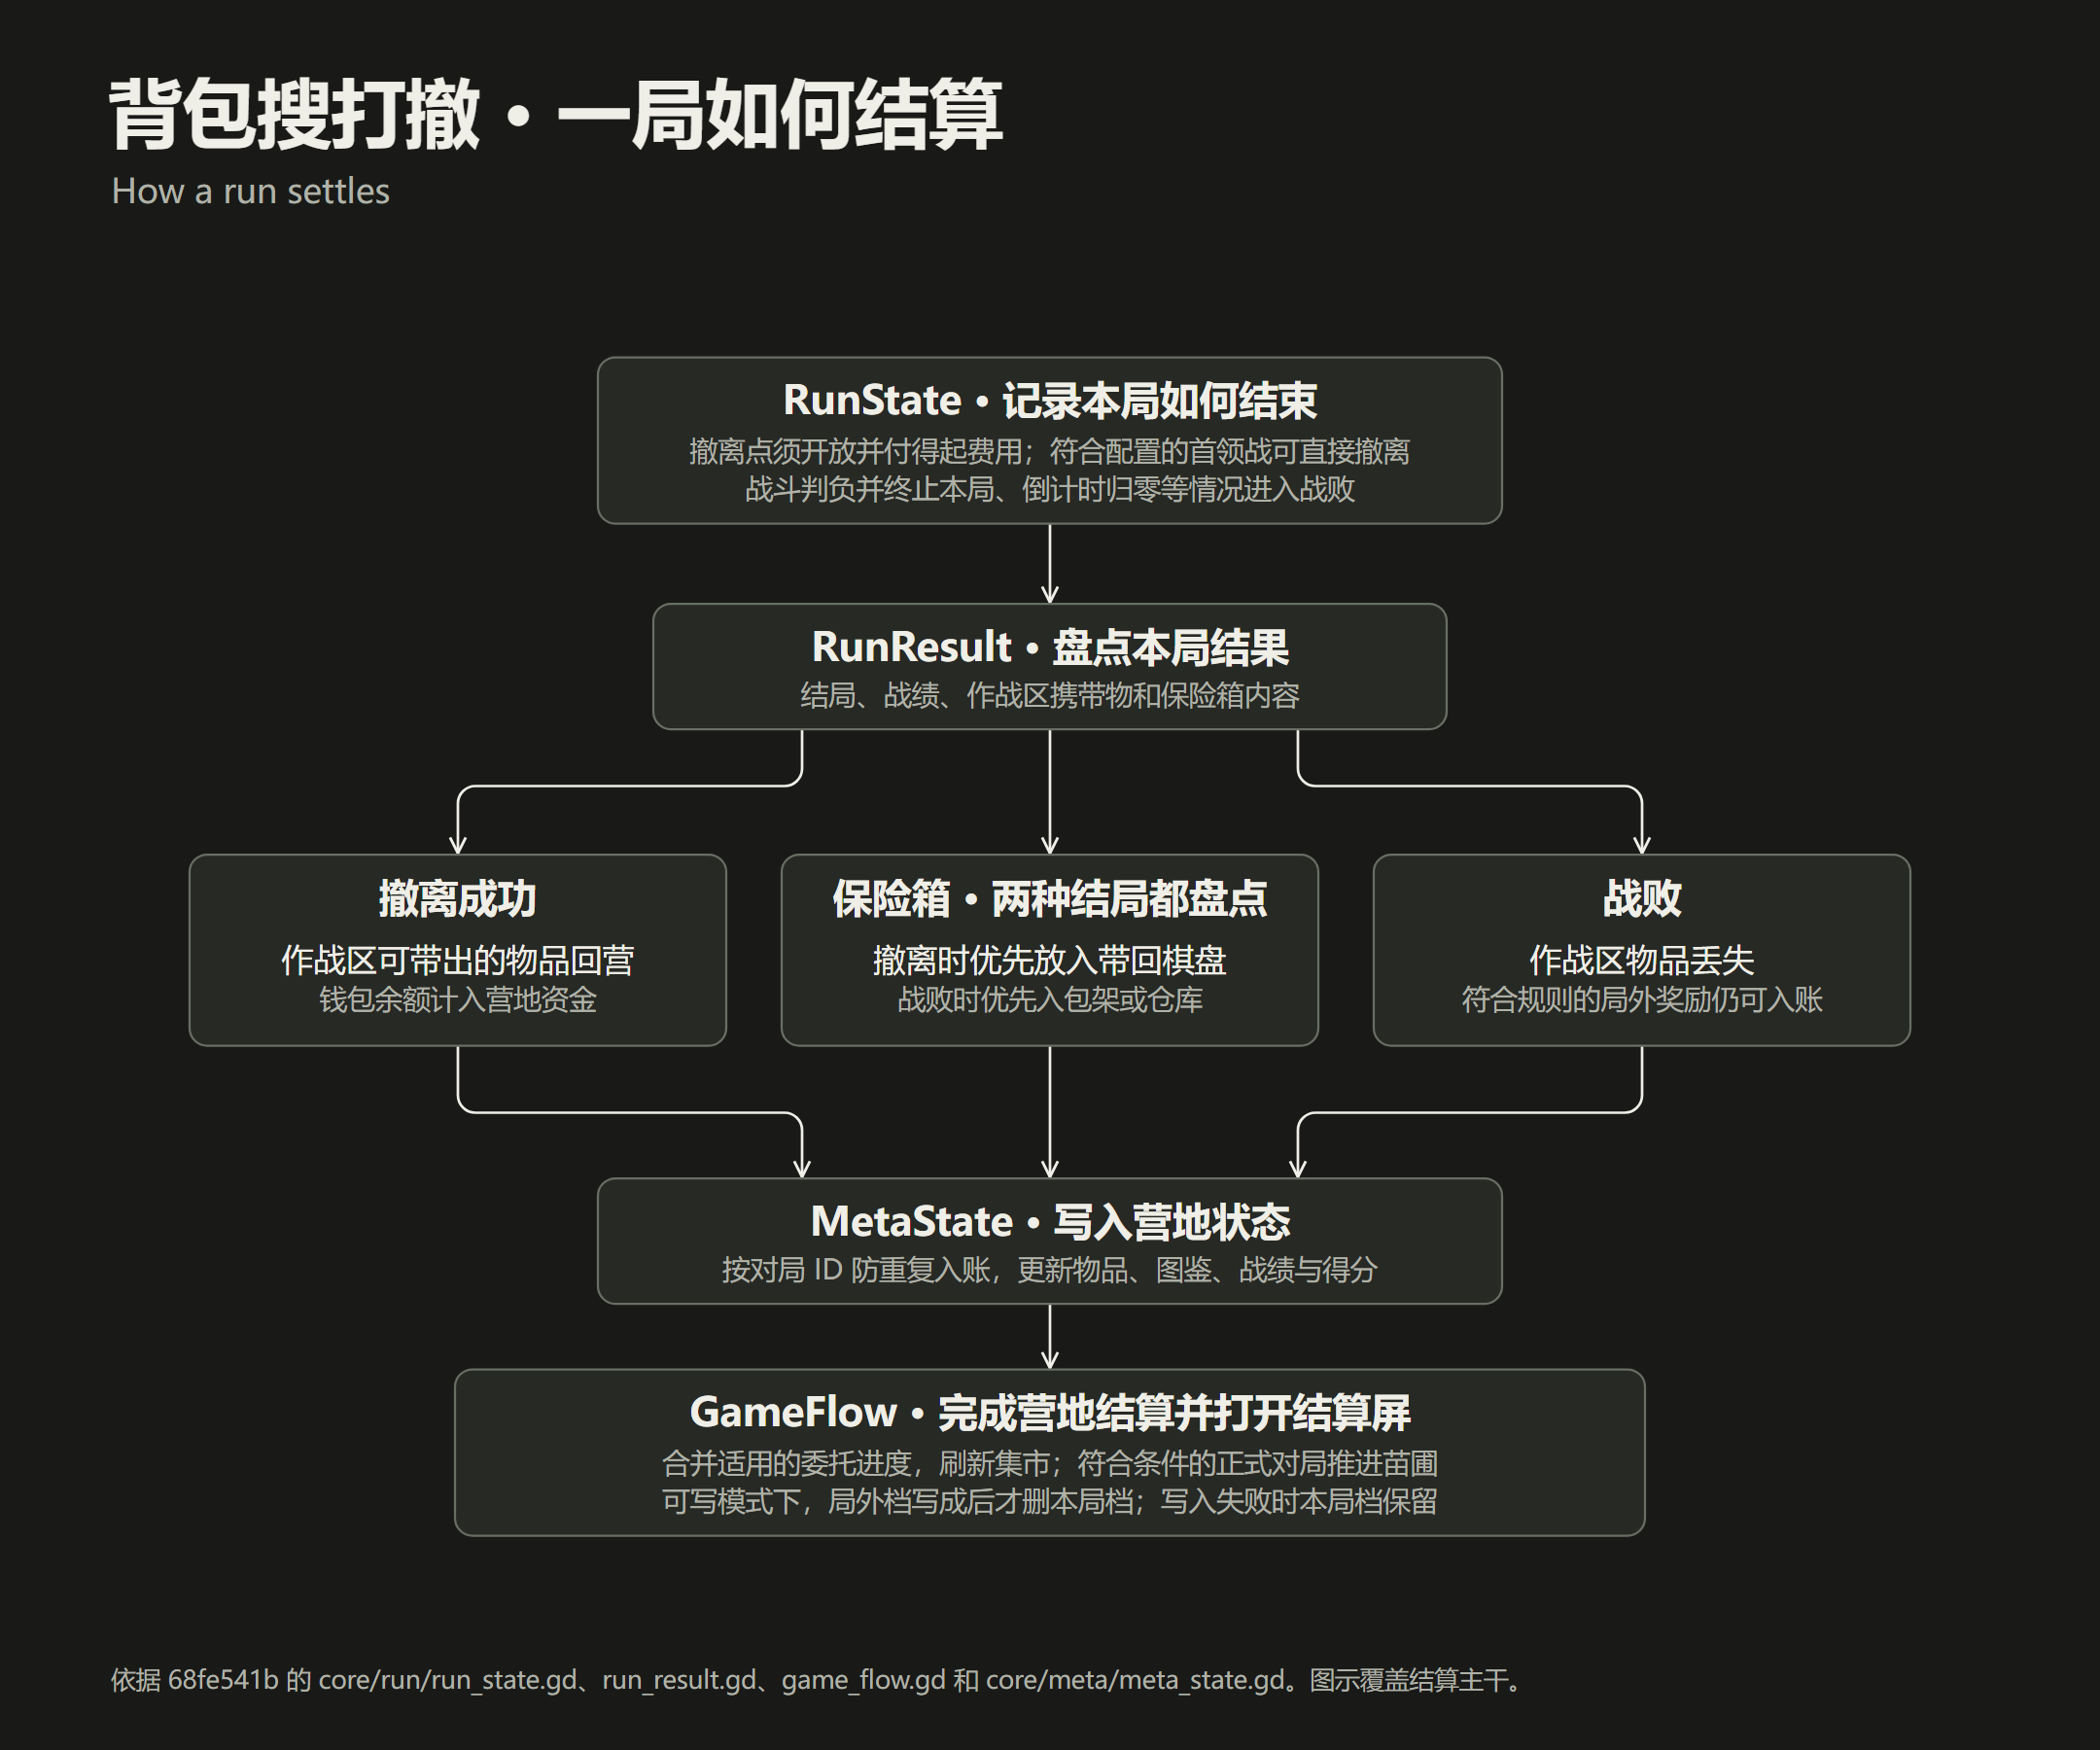 背包搜打撤 · 一局如何结算
How a run settles
RunState · 记录本局如何结束
撤离点须开放并付得起费用；符合配置的首领战可直接撤离
战斗判负并终止本局、倒计时归零等情况进入战败
RunResult · 盘点本局结果
结局、战绩、作战区携带物和保险箱内容
撤离成功
作战区可带出的物品回营
钱包余额计入营地资金
保险箱 · 两种结局都盘点
撤离时优先放入带回棋盘
战败时优先入包架或仓库
战败
作战区物品丢失
符合规则的局外奖励仍可入账
MetaState · 写入营地状态
按对局 ID 防重复入账，更新物品、图鉴、战绩与得分
GameFlow · 完成营地结算并打开结算屏
合并适用的委托进度，刷新集市；符合条件的正式对局推进苗圃
可写模式下，局外档写成后才删本局档；写入失败时本局档保留
依据 68fe541b 的 core/run/run_state.gd、run_result.gd、game_flow.gd 和 core/meta/meta_state.gd。图示覆盖结算主干。